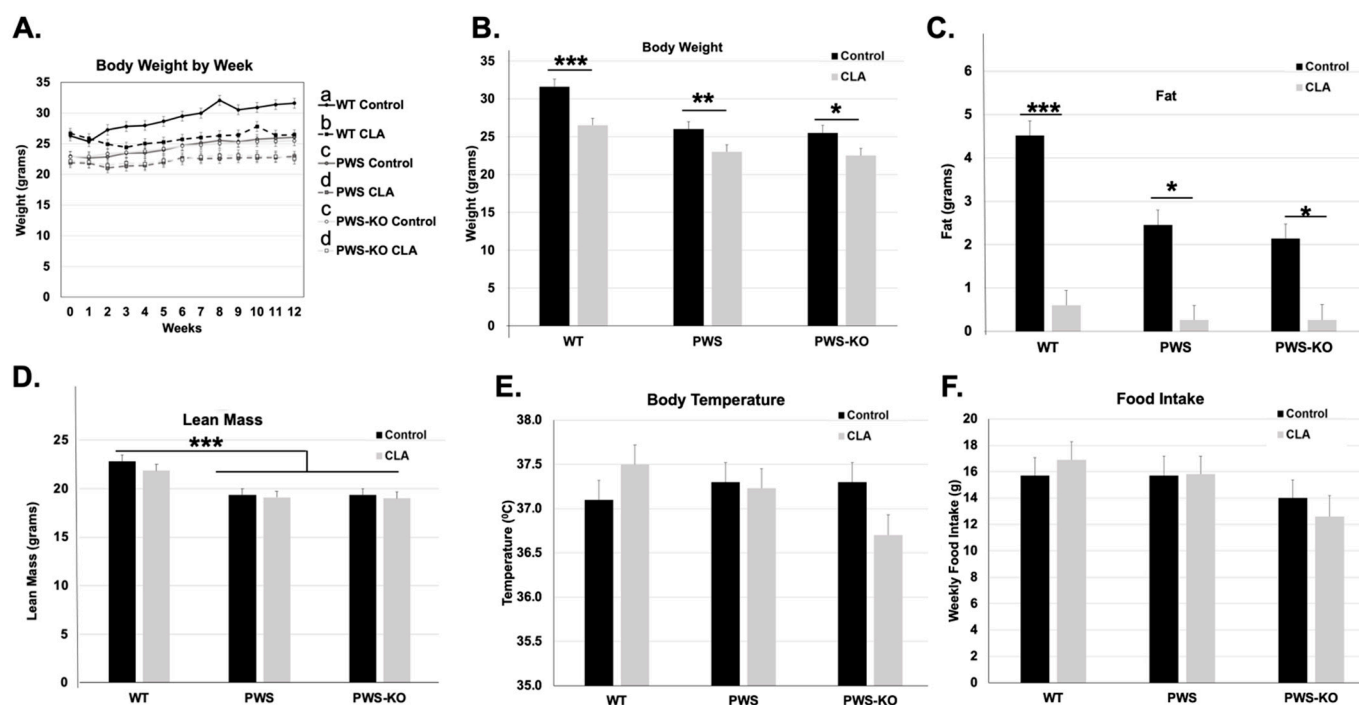 A.
Body Weight by Week
Weight (grams)
35
30
25
20
15
10
5
0
0 1 2 3 4 5 6 7 8 9 10 11 12
Weeks
a
WT Control
b
WT CLA
c
PWS Control
d
PWS CLA
c
PWS-KO Control
d
PWS-KO CLA
B.
Body Weight
Control
CLA
Weight (grams)
35
30
25
20
15
10
5
0
***
**
*
WT PWS PWS-KO
C.
Fat
Control
CLA
Fat (grams)
6
5
4
3
2
1
0
***
*
*
WT PWS PWS-KO
D.
Lean Mass
Control
CLA
Lean Mass (grams)
25
20
15
10
5
0
***
WT PWS PWS-KO
E.
Body Temperature
Control
CLA
Temperature (⁰C)
38.0
37.5
37.0
36.5
36.0
35.5
35.0
WT PWS PWS-KO
F.
Food Intake
Control
CLA
Weekly Food Intake (g)
20
18
16
14
12
10
8
6
4
2
0
WT PWS PWS-KO